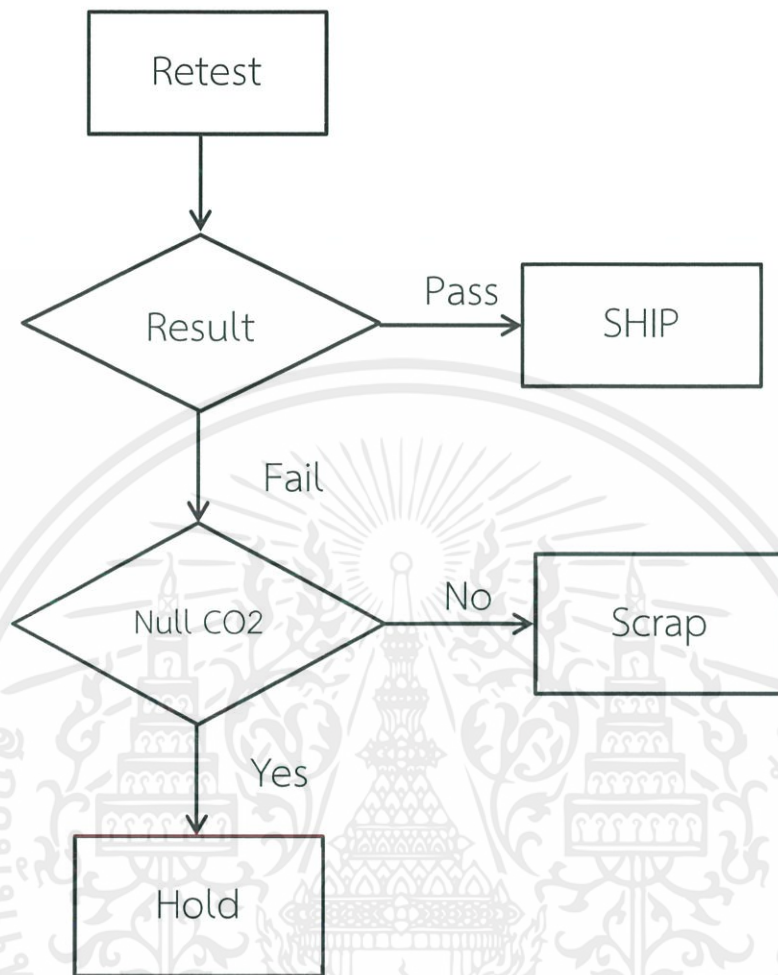 Retest
Result
Pass
SHIP
Fail
Null CO2
No
Scrap
Yes
Hold